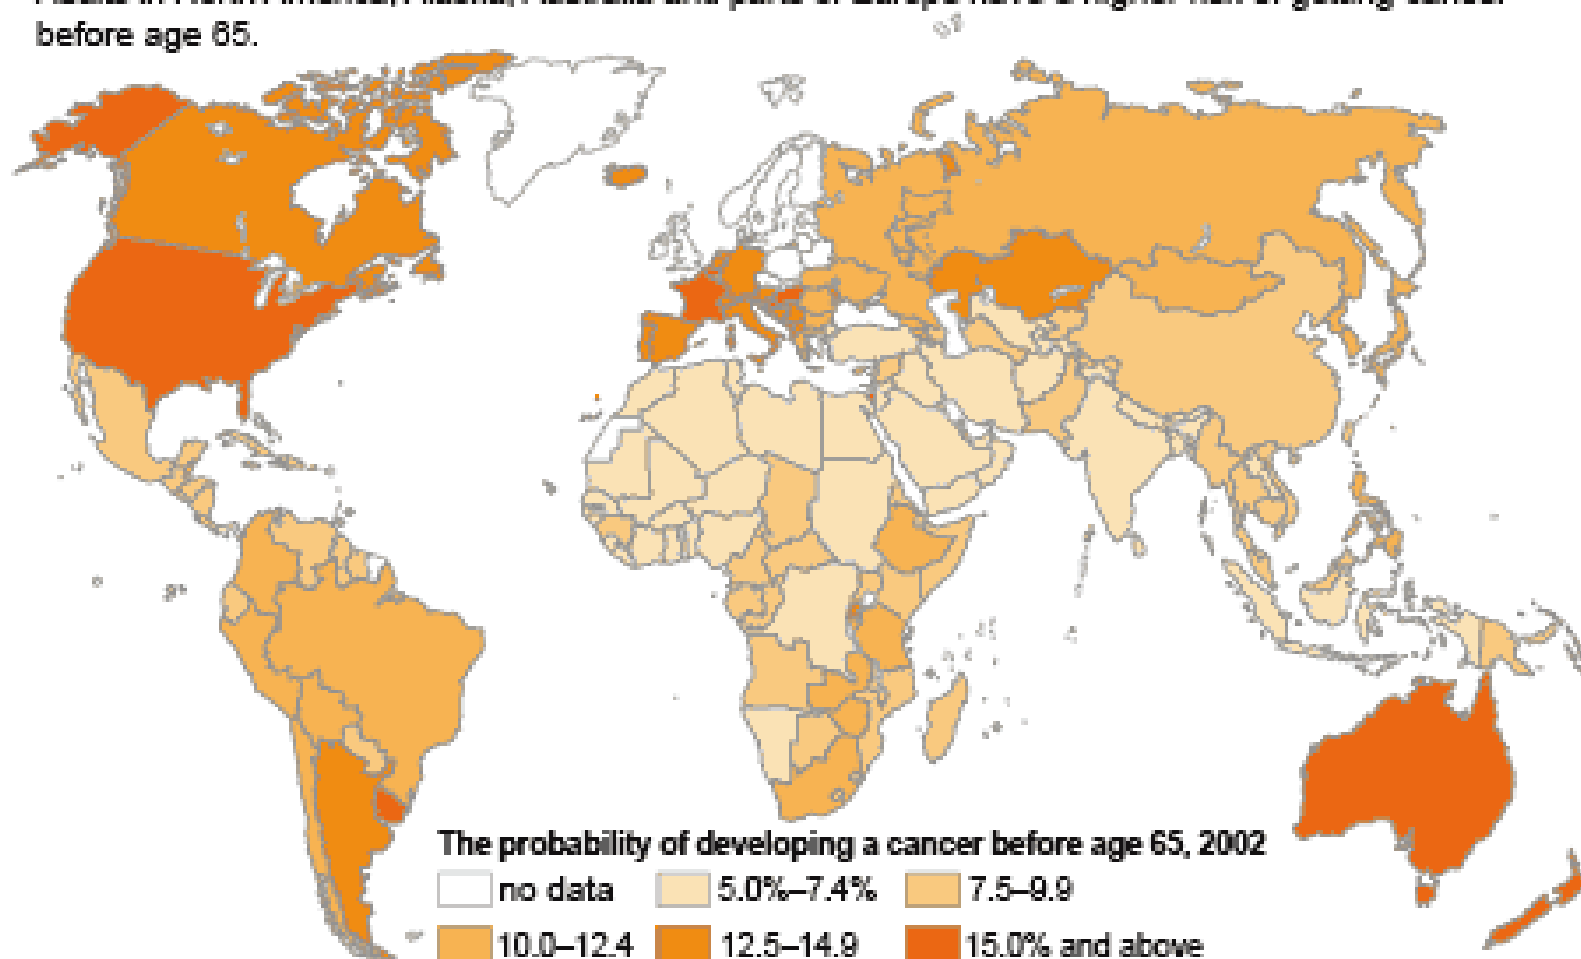 before age 65.
The probability of developing a cancer before age 65, 2002
no data 5.0%–7.4% 7.5–9.9
10.0–12.4 12.5–14.9 15.0% and above